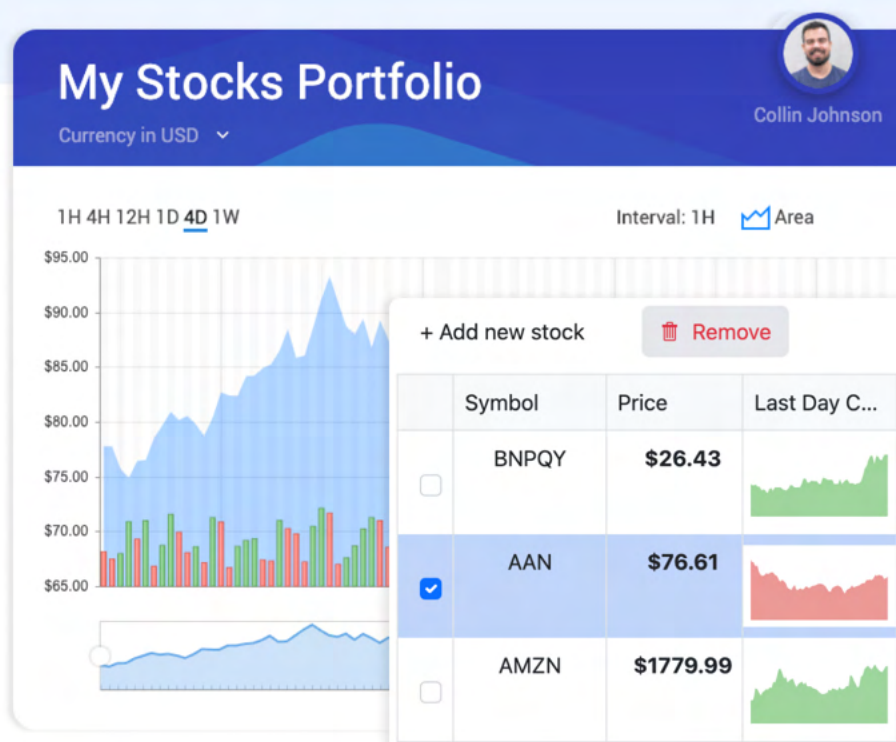 My Stocks Portfolio
Currency in USD
Collin Johnson
1H 4H 12H 1D 4D 1W
Interval: 1H
Area
$95.00
$90.00
$85.00
$80.00
$75.00
$70.00
$65.00
+ Add new stock
Remove
Symbol Price Last Day C...
BNPQY $26.43
AAN $76.61
AMZN $1779.99